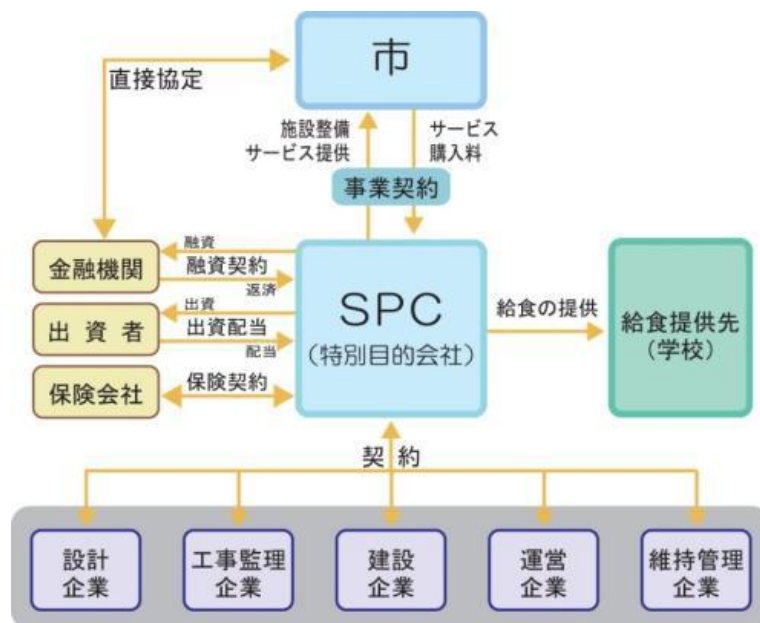 市
直接協定
施設整備
サービス提供
サービス
購入料
事業契約
金融機関
融資
融資契約
返済
出資者
出資
出資配当
配当
保険会社
保険契約
SPC
(特別目的会社)
給食の提供
給食提供先
(学校)
契約
設計
企業
工事監理
企業
建設
企業
運営
企業
維持管理
企業